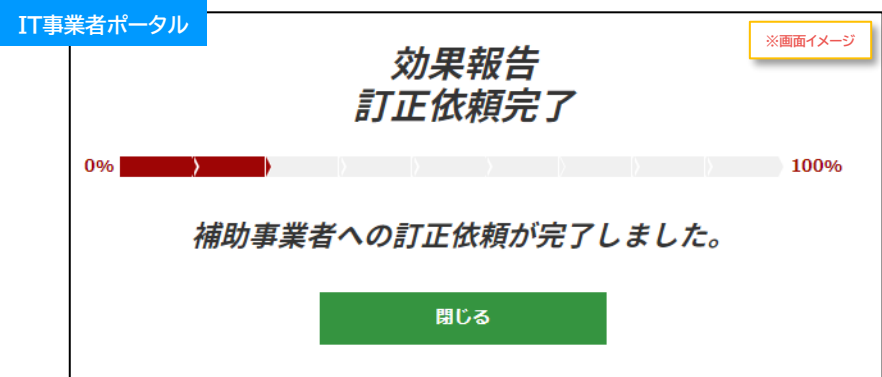 IT事業者ポータル
※画面イメージ
効果報告
訂正依頼完了
0%
100%
補助事業者への訂正依頼が完了しました。
閉じる